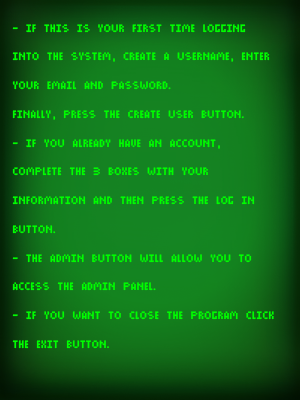 - IF THIS IS YOUR FIRST TIME LOGGING
INTO THE SYSTEM, CREATE A USERNAME, ENTER
YOUR EMAIL AND PASSWORD.
FINALLY, PRESS THE CREATE USER BUTTON.
- IF YOU ALREADY HAVE AN ACCOUNT,
COMPLETE THE 3 BOXES WITH YOUR
INFORMATION AND THEN PRESS THE LOG IN
BUTTON.
- THE ADMIN BUTTON WILL ALLOW YOU TO
ACCESS THE ADMIN PANEL.
- IF YOU WANT TO CLOSE THE PROGRAM CLICK
THE EXIT BUTTON.